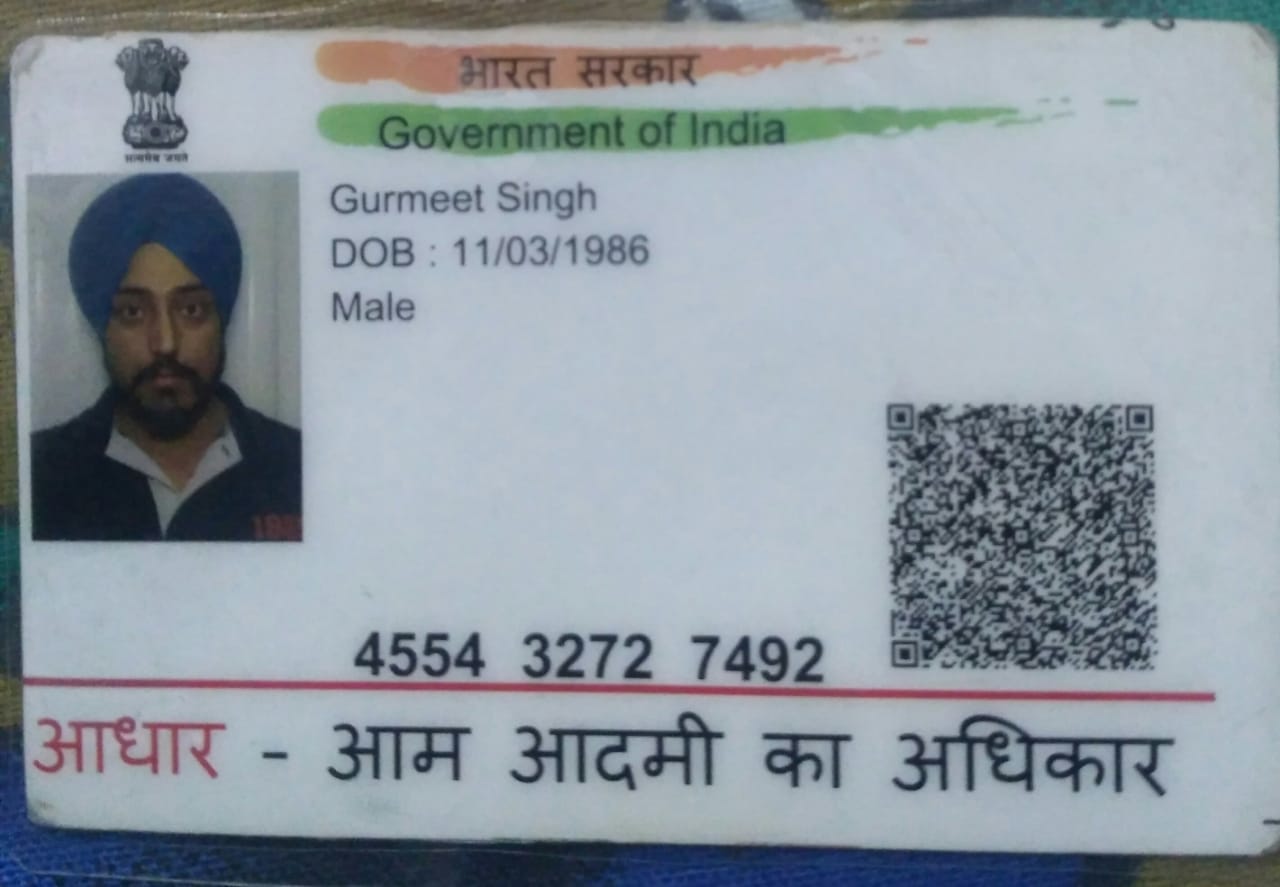 सत्यमेव जयते
भारत सरकार
Government of India
Gurmeet Singh
DOB : 11/03/1986
Male
4554 3272 7492
आधार - आम आदमी का अधिकार